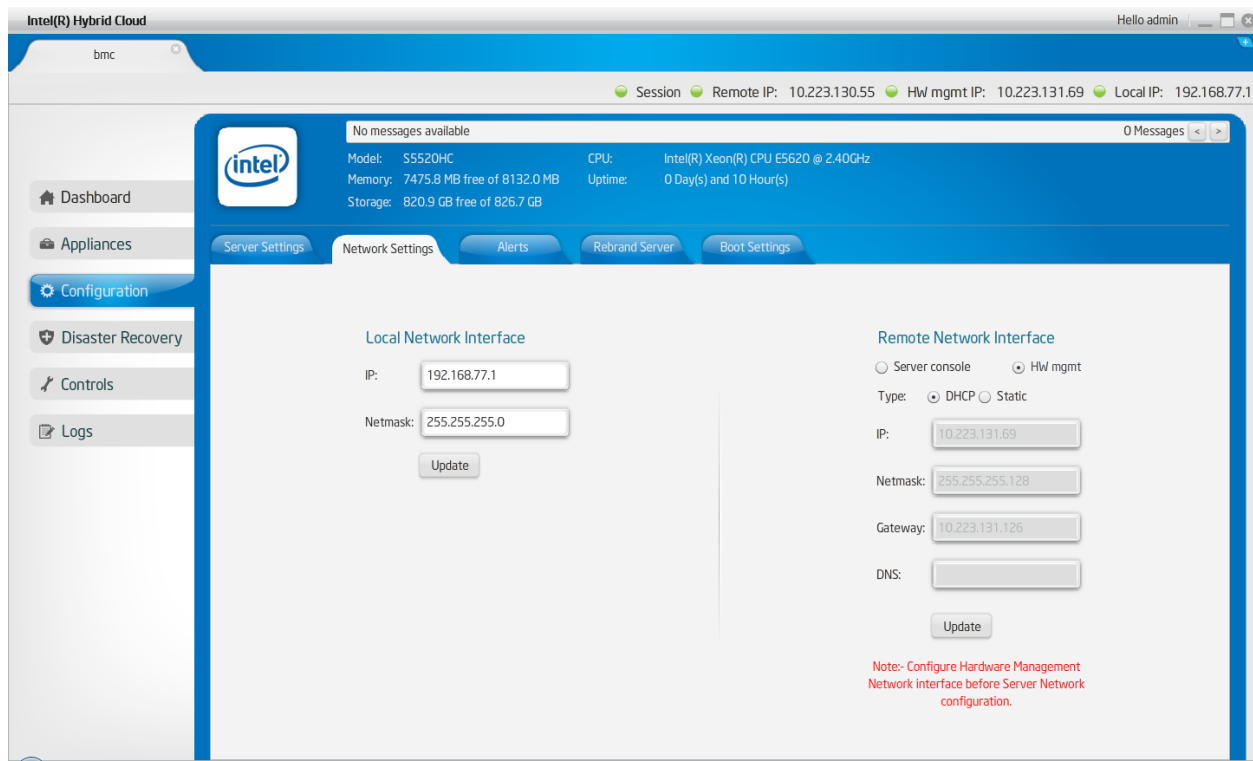 Intel(R) Hybrid Cloud
Hello admin
bmc
Session Remote IP: 10.223.130.55 HW mgmt IP: 10.223.131.69 Local IP: 192.168.77.1
No messages available
0 Messages < >
intel
Model: S5520HC CPU: Intel(R) Xeon(R) CPU E5620 @ 2.40GHz
Memory: 7475.8 MB free of 8132.0 MB Uptime: 0 Day(s) and 10 Hour(s)
Storage: 820.9 GB free of 826.7 GB
Dashboard
Appliances
Configuration
Disaster Recovery
Controls
Logs
Server Settings Network Settings Alerts Rebrand Server Boot Settings
Local Network Interface
IP: 192.168.77.1
Netmask: 255.255.255.0
Update
Remote Network Interface
Server console HW mgmt
Type: DHCP Static
IP: 10.223.131.69
Netmask: 255.255.255.128
Gateway: 10.223.131.126
DNS:
Update
Note:- Configure Hardware Management
Network interface before Server Network
configuration.